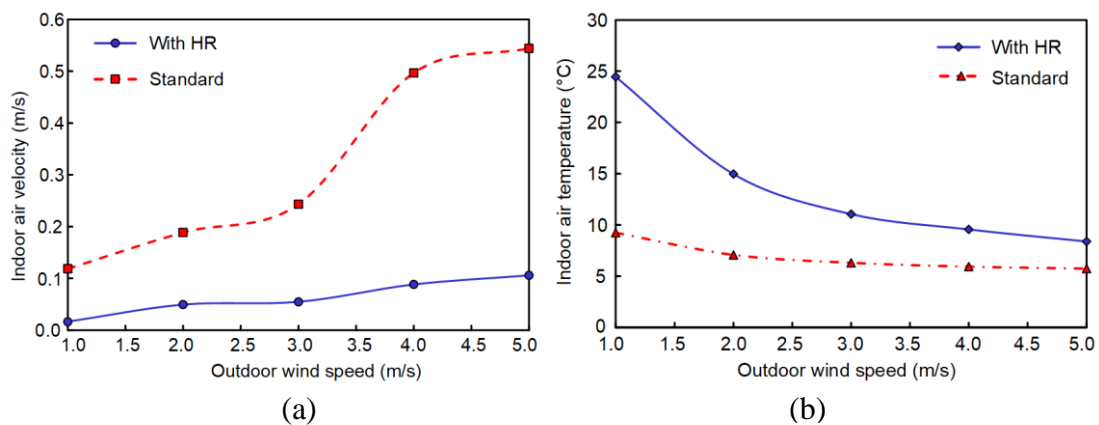 0.6
0.5
0.4
0.3
0.2
0.1
0.0
Indoor air velocity (m/s)
With HR
Standard
1.0 1.5 2.0 2.5 3.0 3.5 4.0 4.5 5.0
Outdoor wind speed (m/s)
(a)
30
25
20
15
10
5
0
Indoor air temperature (°C)
With HR
Standard
1.0 1.5 2.0 2.5 3.0 3.5 4.0 4.5 5.0
Outdoor wind speed (m/s)
(b)